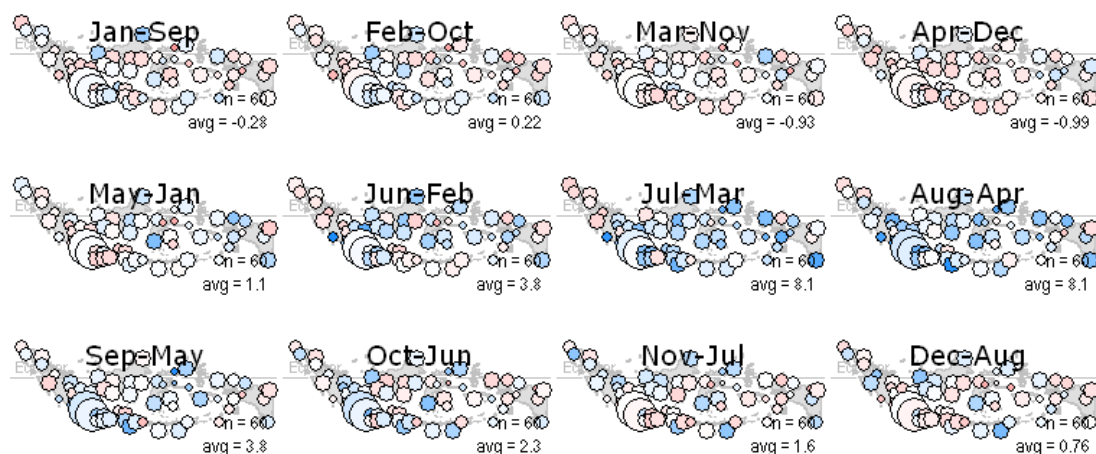 Jan-Sep
n = 60
avg = -0.28
Feb-Oct
n = 60
avg = 0.22
Mar-Nov
n = 60
avg = -0.93
Apr-Dec
n = 60
avg = -0.99
May-Jan
n = 60
avg = 1.1
Jun-Feb
n = 60
avg = 3.8
Jul-Mar
n = 60
avg = 8.1
Aug-Apr
n = 60
avg = 8.1
Sep-May
n = 60
avg = 3.8
Oct-Jun
n = 60
avg = 2.3
Nov-Jul
n = 60
avg = 1.6
Dec-Aug
n = 60
avg = 0.76